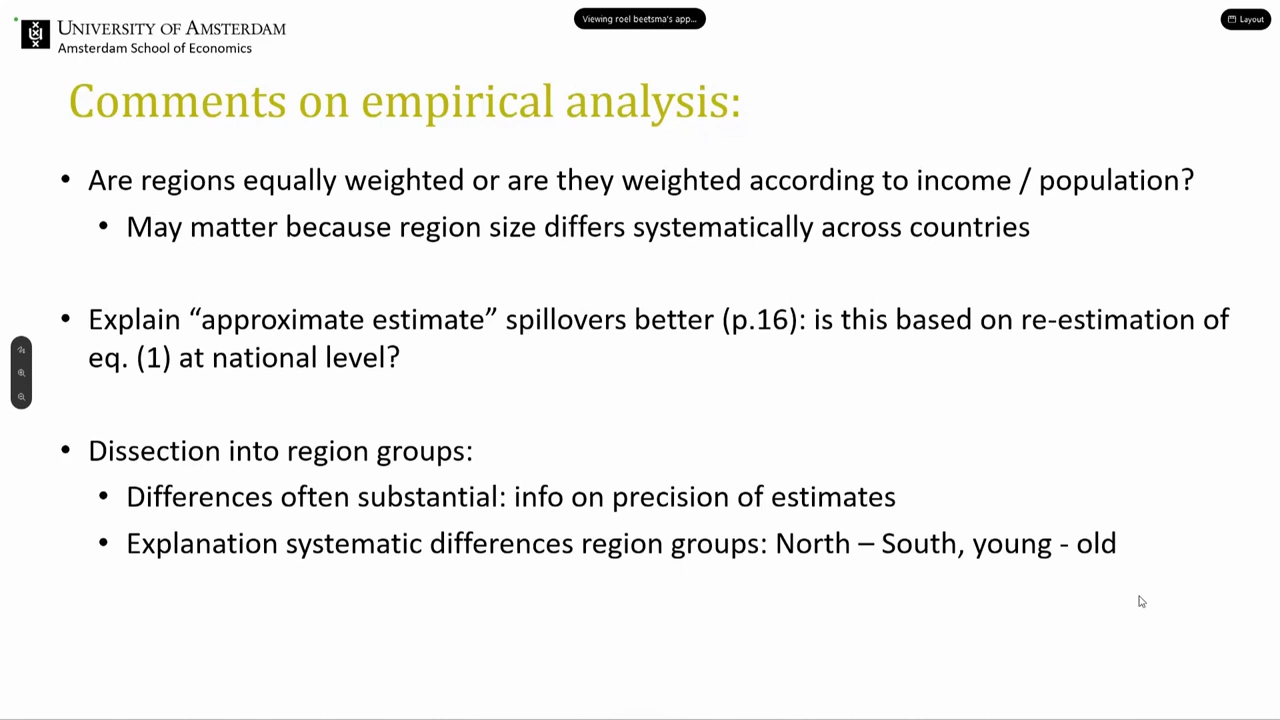 Viewing roel beetsma's app...
Layout
UNIVERSITY OF AMSTERDAM
Amsterdam School of Economics
Comments on empirical analysis:
• Are regions equally weighted or are they weighted according to income / population?
• May matter because region size differs systematically across countries
• Explain “approximate estimate” spillovers better (p.16): is this based on re-estimation of
eq. (1) at national level?
• Dissection into region groups:
• Differences often substantial: info on precision of estimates
• Explanation systematic differences region groups: North – South, young - old